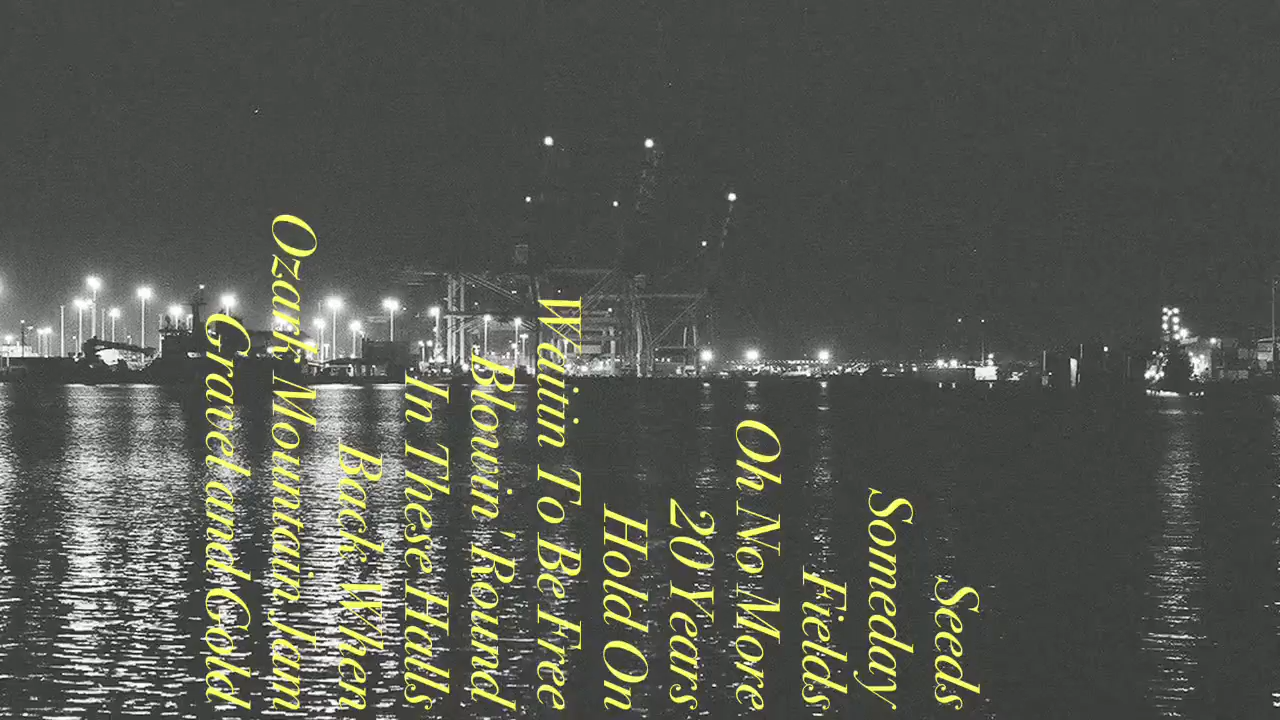 Seeds
Someday
Fields
Oh No More
20 Years
Hold On
Waitin To Be Free
Blowin' Round
In These Halls
Back When
Ozark Mountain Jam
Gravel and Gold